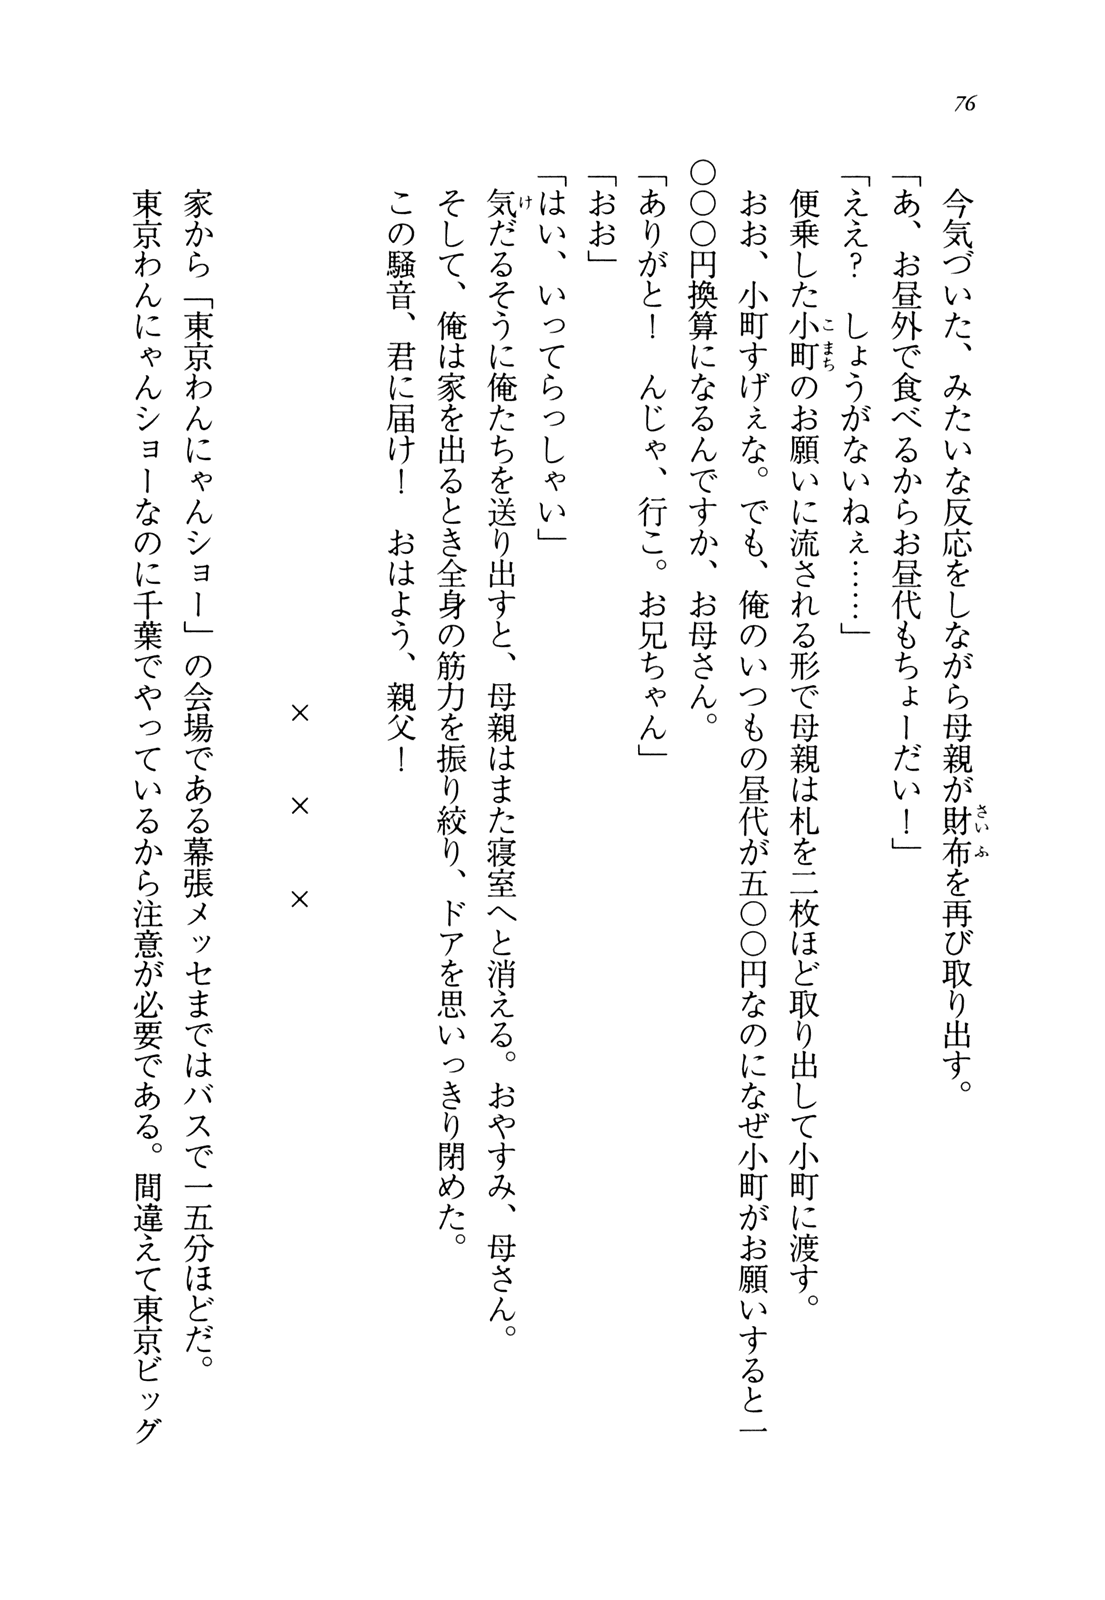 76
今気づいた、みたいな反応をしながら母親が財布を再び取り出す。
「あ、お昼外で食べるからお昼代もちょーだい！」
「ええ？　しょうがないねぇ……」
便乗した小町のお願いに流される形で母親は札を二枚ほど取り出して小町に渡す。
おお、小町すげぇな。でも、俺のいつもの昼代が五〇〇円なのになぜ小町がお願いすると一
〇〇〇円換算になるんですか、お母さん。
「ありがと！　んじゃ、行こ。お兄ちゃん」
「おお」
「はい、いってらっしゃい」
気だるそうに俺たちを送り出すと、母親はまた寝室へと消える。おやすみ、母さん。
そして、俺は家を出るとき全身の筋力を振り絞り、ドアを思いっきり閉めた。
この騒音、君に届け！　おはよう、親父！
×　×　×
家から「東京わんにゃんショー」の会場である幕張メッセまではバスで一五分ほどだ。
東京わんにゃんショーなのに千葉でやっているから注意が必要である。間違えて東京ビッグ